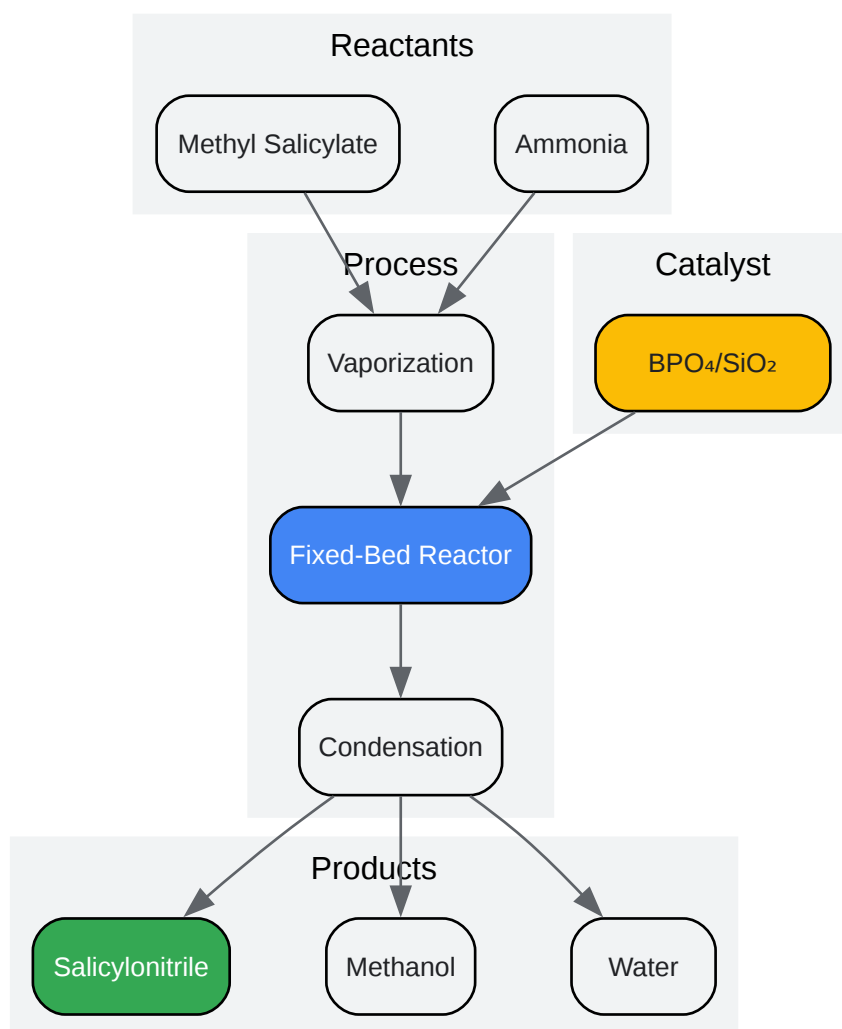 Reactants
Methyl Salicylate
Ammonia
Process
Catalyst
Vaporization
BPO₄/SiO₂
Fixed-Bed Reactor
Condensation
Products
Salicylonitrile
Methanol
Water